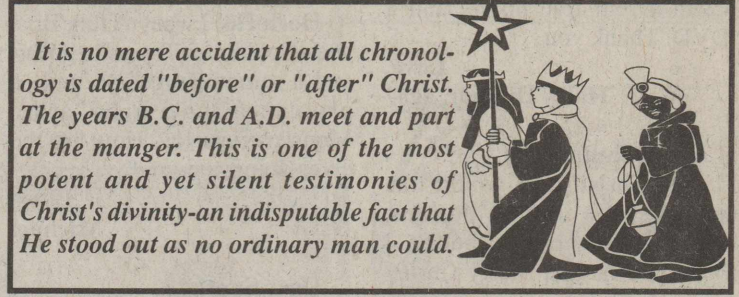 It is no mere accident that all chronol-
ogy is dated "before" or "after" Christ.
The years B.C. and A.D. meet and part
at the manger. This is one of the most
potent and yet silent testimonies of
Christ's divinity-an indisputable fact that
He stood out as no ordinary man could.